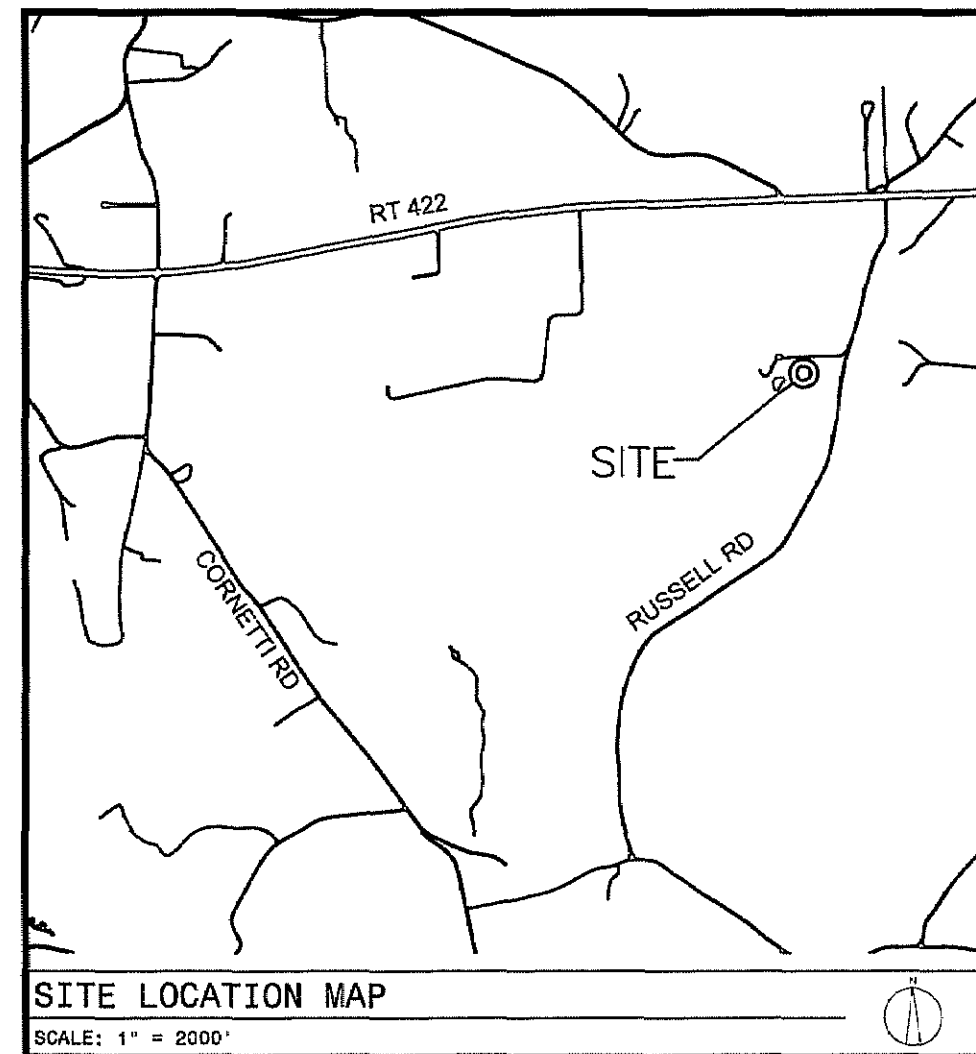 RT 422
SITE
RUSSELL RD
CORNETTI RD
SITE LOCATION MAP
N
SCALE: 1" = 2000'